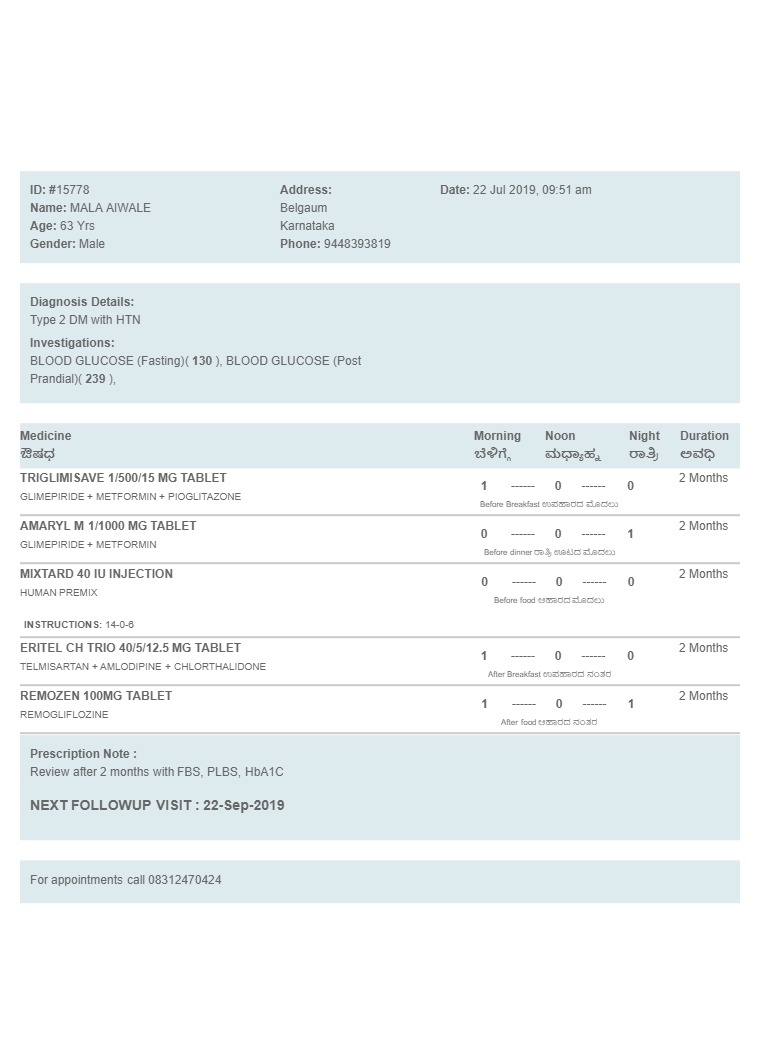 ID: #15778 Address: Date: 22 Jul 2019, 09:51 am
Name: MALA AIWALE Belgaum
Age: 63 Yrs Karnataka
Gender: Male Phone: 9448393819
Diagnosis Details:
Type 2 DM with HTN
Investigations:
BLOOD GLUCOSE (Fasting)( 130 ), BLOOD GLUCOSE (Post
Prandial)( 239 ),
Medicine Morning Noon Night Duration
ಔಷಧ ಬೆಳಿಗ್ಗೆ ಮಧ್ಯಾಹ್ನ ರಾತ್ರಿ ಅವಧಿ
TRIGLIMISAVE 1/500/15 MG TABLET 1 ------ 0 ------ 0 2 Months
GLIMEPIRIDE + METFORMIN + PIOGLITAZONE Before Breakfast ಉಪಹಾರದ ಮೊದಲು
AMARYL M 1/1000 MG TABLET 0 ------ 0 ------ 1 2 Months
GLIMEPIRIDE + METFORMIN Before dinner ರಾತ್ರಿ ಊಟದ ಮೊದಲು
MIXTARD 40 IU INJECTION 0 ------ 0 ------ 0 2 Months
HUMAN PREMIX Before food ಆಹಾರದ ಮೊದಲು
INSTRUCTIONS: 14-0-6
ERITEL CH TRIO 40/5/12.5 MG TABLET 1 ------ 0 ------ 0 2 Months
TELMISARTAN + AMLODIPINE + CHLORTHALIDONE After Breakfast ಉಪಹಾರದ ನಂತರ
REMOZEN 100MG TABLET 1 ------ 0 ------ 1 2 Months
REMOGLIFLOZINE After food ಆಹಾರದ ನಂತರ
Prescription Note :
Review after 2 months with FBS, PLBS, HbA1C
NEXT FOLLOWUP VISIT : 22-Sep-2019
For appointments call 08312470424